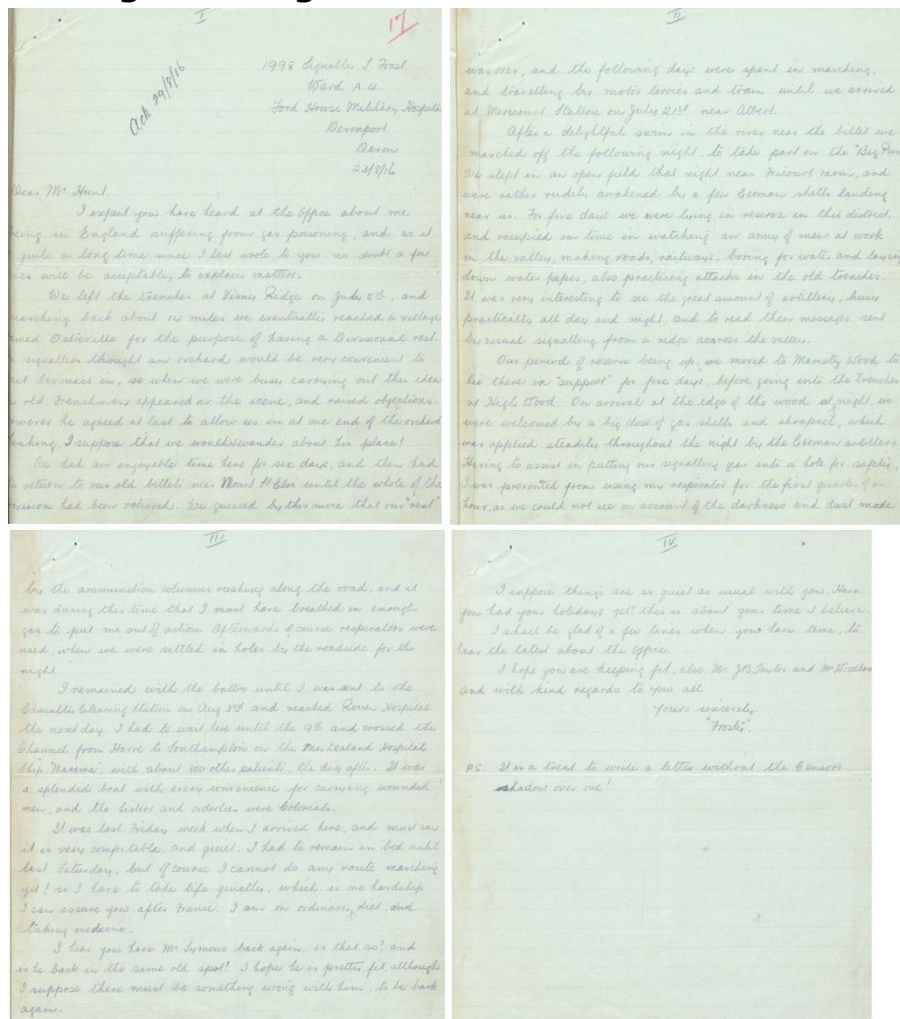 I
17
Ack 29/8/16
1998 Signaller I Frost
Ward A 4.
Ford House Military Hospital
Devonport
Devon
23/8/16
Dear Mr Hunt.
I expect you have heard at the Office about me
being in England suffering from gas poisoning, and as it
quite a long time since I last wrote to you no doubt a few
lines will be acceptable, to explain matters.
We left the trenches at Vimy Ridge on July 5th, and
marching back about six miles we eventually reached a village
named Ostreville for the purpose of having a Divisional rest.
signallers thought an orchard would be very convenient to
bivouac in, so when we were busy carrying out this idea
old Frenchman appeared on the scene, and raised objections.
However he agreed at last to allow us in at one end of the orchard
thinking, I suppose that we would wander about his place!
We had an enjoyable time here for six days, and then had
to return to our old billets near Mount St Eloi until the whole of the
Division had been relieved. We guessed by this move that our "rest"
II
was over, and the following days were spent in marching,
and travelling by motor lorries and train until we arrived
at Mericourt Station on July 21st near Albert.
After a delightful swim in the river near the billet we
marched off the following night, to take part on the "Big Push
We slept in an open field that night near Fricourt farm, and
were rather rudely awakened by a few German shells landing
near us. For five days we were lying in reserve in this district,
and occupied our time in watching an army of men at work
in the valley, making roads, railways, boring for water and laying
down water pipes, also practicing attacks in the old trenches.
It was very interesting to see the great amount of artillery, busy
practically all day and night, and to read their messages sent
by visual signalling from a ridge across the valley.
Our period of reserve being up, we moved to Mametz Wood to
lie there in "support" for five days, before going into the trenches
at High Wood. On arrival at the edge of the wood at night, we
were welcomed by a big dose of gas shells and shrapnel, which
was applied steadily throughout the night by the German artillery.
Having to assist in putting our signalling gear into a hole for safety,
I was prevented from using my respirator for the first quarter of an
hour, as we could not see on account of the darkness and dust made
III
by the ammunition columns rushing along the road, and it
was during this time that I must have breathed in enough
gas to put me out of action. Afterwards of course respirators were
used, when we were settled in holes by the roadside for the
night.
I remained with the battn until I was sent to the
Casualty Clearing Station on Aug 3rd and reached Rouen Hospital
the next day. I had to wait here until the 9th and crossed the
Channel from Havre to Southampton on the New Zealand Hospital
Ship "Marama", with about 800 other patients, the day after. It was
a splendid boat with every convenience for carrying wounded
men, and the Sisters and orderlies were Colonials.
It was last Friday week when I arrived here, and must say
it is very comfortable, and quiet. I had to remain in bed until
last Saturday, but of course I cannot do any route marching
yet! so I have to take life quietly, which is no hardship
I can assure you after France. I am on ordinary diet, and
taking medicine.
I hear you have Mr Symons back again, is that so? and
is he back in the same old spot? I hope he is pretty fit, although
I suppose there must be something wrong with him, to be back
again.
IV
I suppose things are as quiet as usual with you. Have
you had your holidays yet? this is about your time I believe.
I shall be glad of a few lines when you have time, to
hear the latest about the Office.
I hope you are keeping fit, also Mr J.B. Taylor and Mr Woodham
and with kind regards to you all
Yours sincerely.
"Frosty".
P.S. It is a treat to write a letter without the Censors
shadow over one!